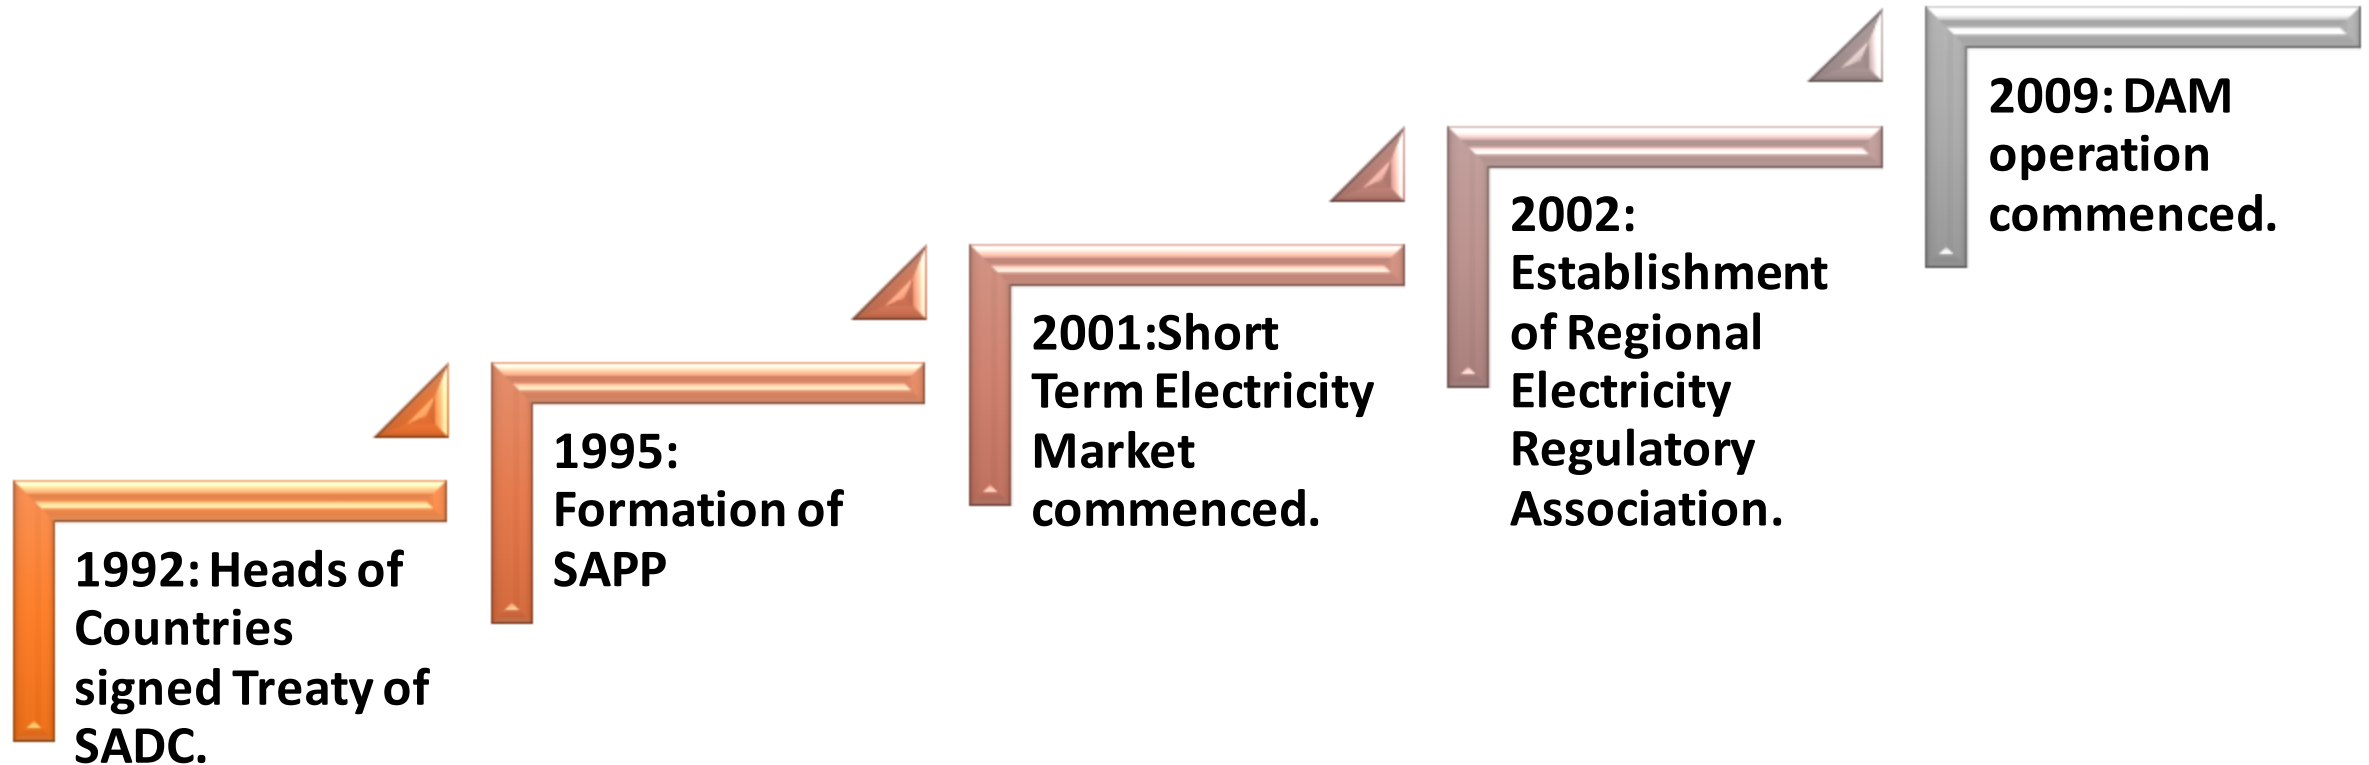 1992: Heads of
Countries
signed Treaty of
SADC.
1995:
Formation of
SAPP
2001:Short
Term Electricity
Market
commenced.
2002:
Establishment
of Regional
Electricity
Regulatory
Association.
2009: DAM
operation
commenced.